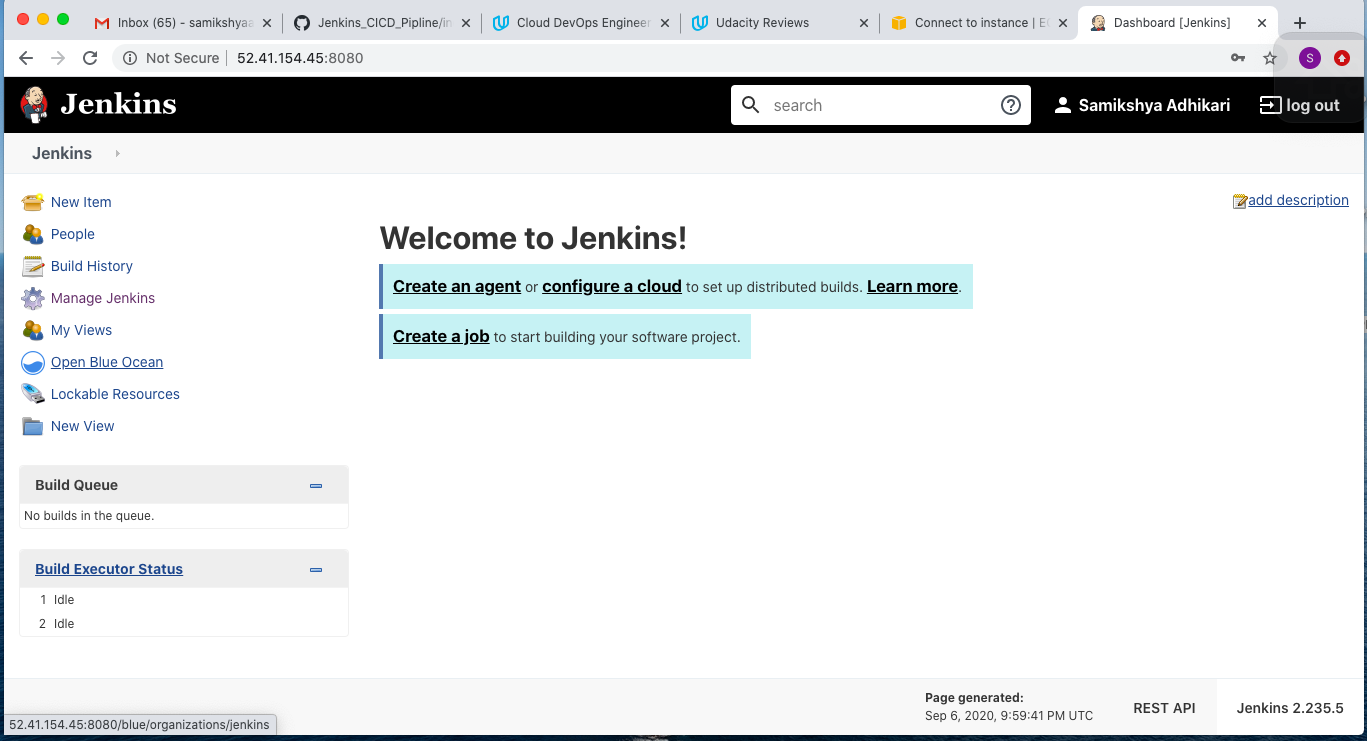 Inbox (65) - samikshyaa
Jenkins_CICD_Pipline/in
Cloud DevOps Engineer
Udacity Reviews
Connect to instance | E
Dashboard [Jenkins]
Not Secure | 52.41.154.45:8080
S
Jenkins
search
Samikshya Adhikari
log out
Jenkins
New Item
add description
People
Build History
Manage Jenkins
My Views
Open Blue Ocean
Lockable Resources
New View
Welcome to Jenkins!
Create an agent or configure a cloud to set up distributed builds. Learn more.
Create a job to start building your software project.
Build Queue
No builds in the queue.
Build Executor Status
1 Idle
2 Idle
Page generated:
Sep 6, 2020, 9:59:41 PM UTC
REST API
Jenkins 2.235.5
52.41.154.45:8080/blue/organizations/jenkins